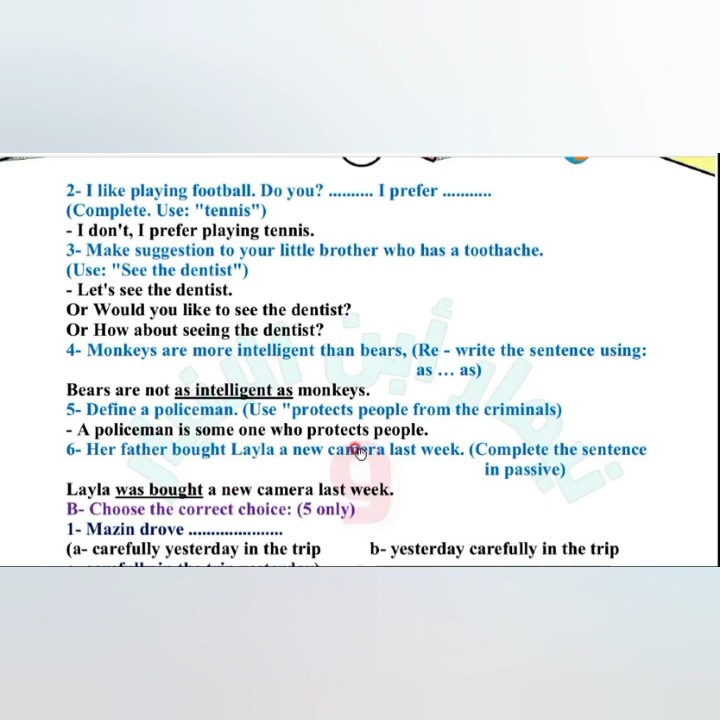 2- I like playing football. Do you? .......... I prefer ...........
(Complete. Use: "tennis")
- I don't, I prefer playing tennis.
3- Make suggestion to your little brother who has a toothache.
(Use: "See the dentist")
- Let's see the dentist.
Or Would you like to see the dentist?
Or How about seeing the dentist?
4- Monkeys are more intelligent than bears, (Re - write the sentence using:
as ... as)
Bears are not as intelligent as monkeys.
5- Define a policeman. (Use "protects people from the criminals)
- A policeman is some one who protects people.
6- Her father bought Layla a new camera last week. (Complete the sentence
in passive)
Layla was bought a new camera last week.
B- Choose the correct choice: (5 only)
1- Mazin drove ......................
(a- carefully yesterday in the trip b- yesterday carefully in the trip